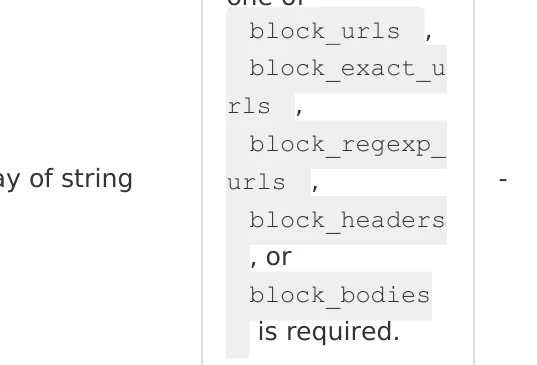 one of
block_urls ,
block_exact_u
rls ,
block_regexp_
ay of string
urls ,
-
block_headers
, or
block_bodies
is required.